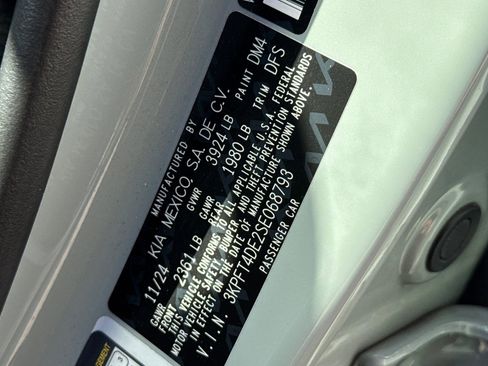 MANUFACTURED BY
11/24 KIA MEXICO, S.A. DE C.V.
GVWR 3924 LB PAINT DM4
GAWR FRONT 2361 LB GAWR REAR 1980 LB TRIM DFS
THIS VEHICLE CONFORMS TO ALL APPLICABLE U.S.A. FEDERAL
MOTOR VEHICLE SAFETY, BUMPER AND THEFT PREVENTION STANDARDS
IN EFFECT ON THE DATE OF MANUFACTURE SHOWN ABOVE.
V.I.N. 3KPFT4DE2SE068793
PASSENGER CAR